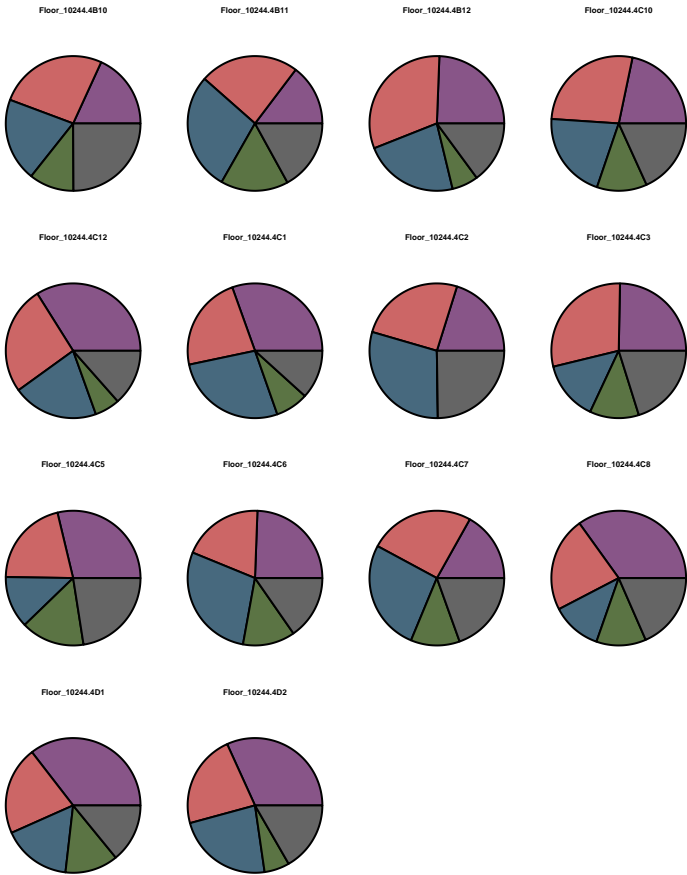 Floor_10244.4B10
Floor_10244.4B11
Floor_10244.4B12
Floor_10244.4C10
Floor_10244.4C12
Floor_10244.4C1
Floor_10244.4C2
Floor_10244.4C3
Floor_10244.4C5
Floor_10244.4C6
Floor_10244.4C7
Floor_10244.4C8
Floor_10244.4D1
Floor_10244.4D2